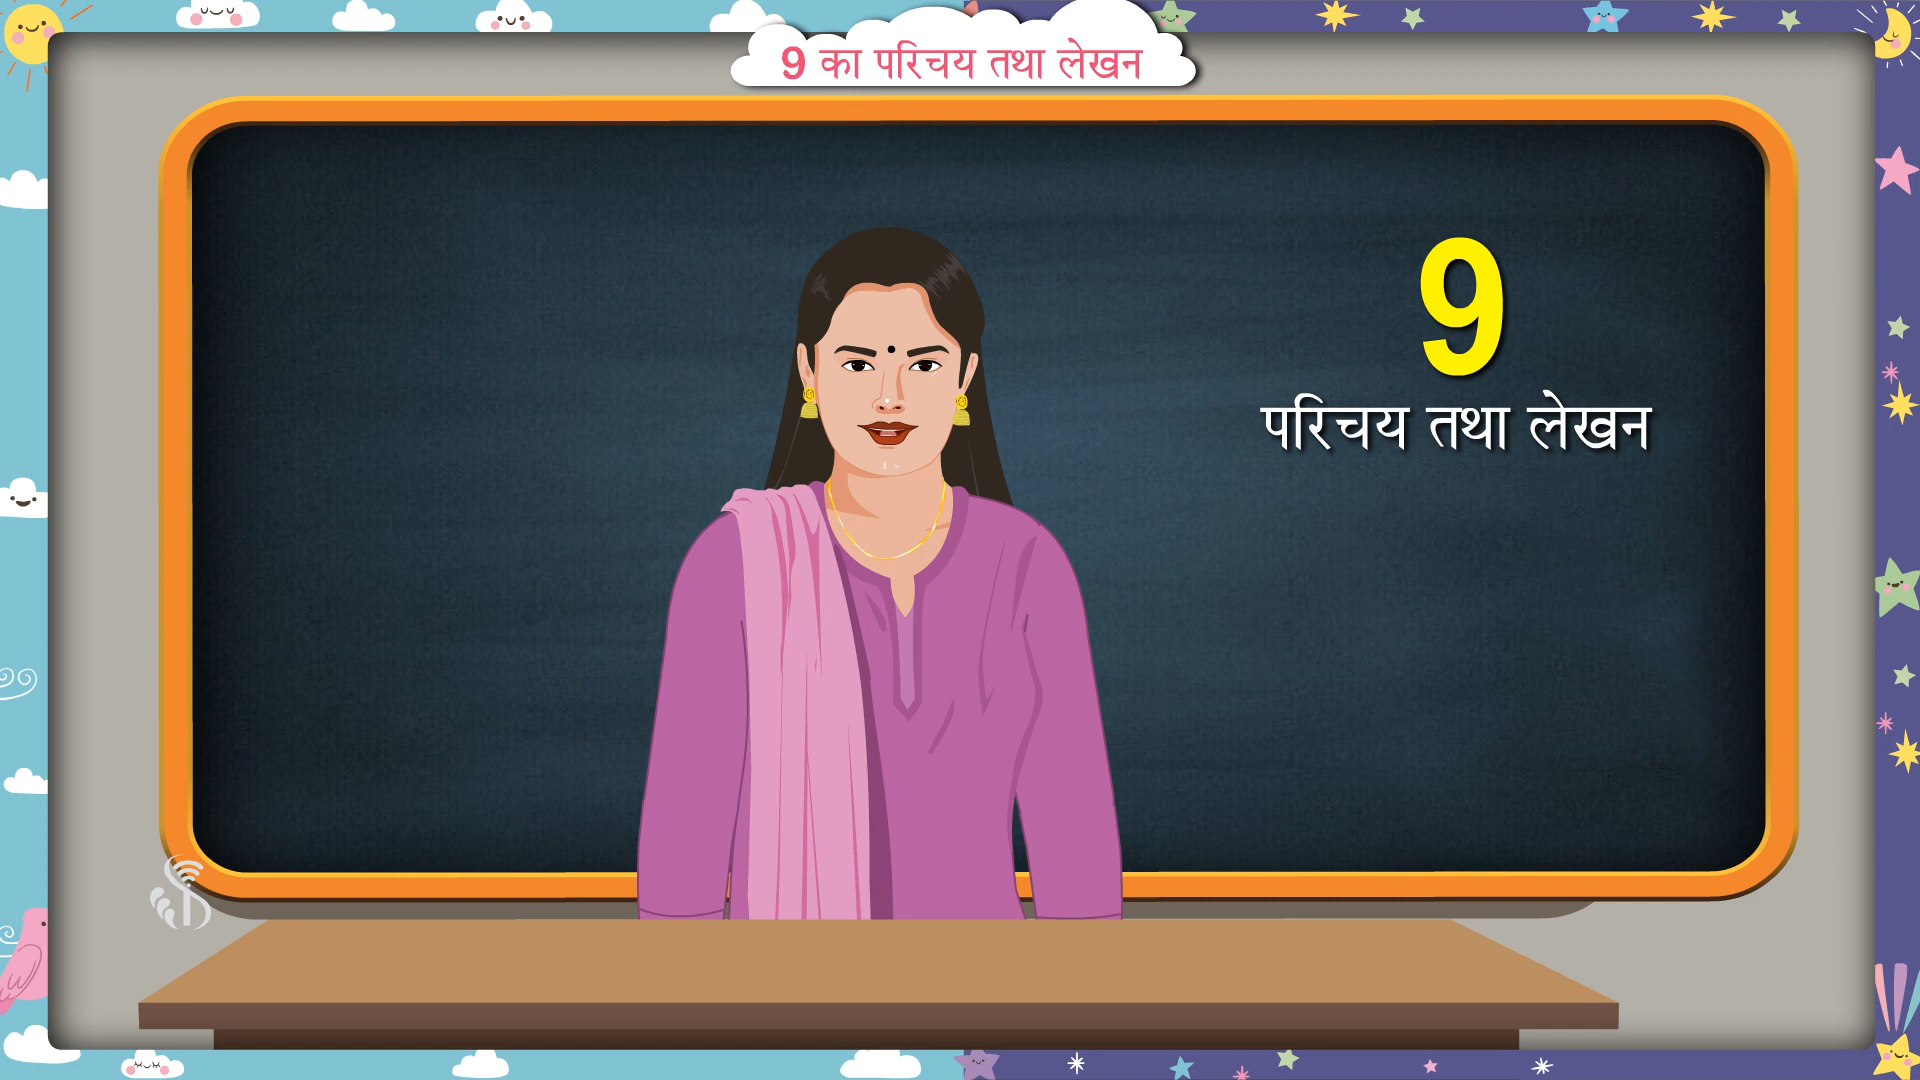 9 का परिचय तथा लेखन
9
परिचय तथा लेखन